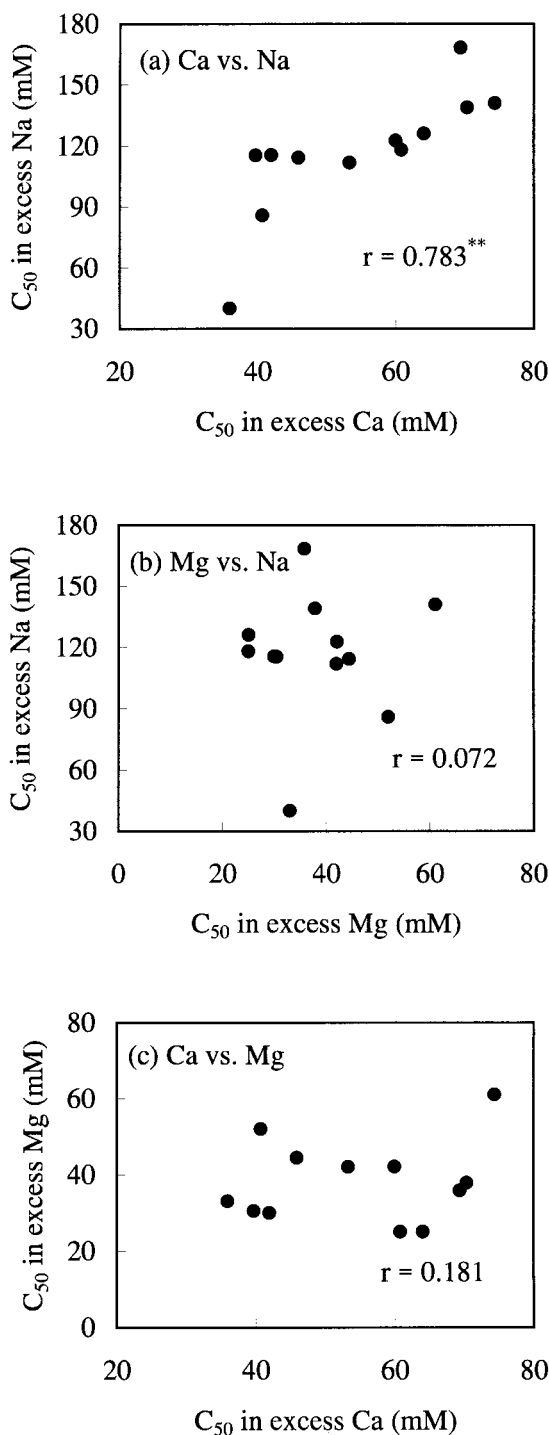 180
150
120
90
60
30
C₅₀ in excess Na (mM)
(a) Ca vs. Na
r = 0.783**
20 40 60 80
C₅₀ in excess Ca (mM)
180
150
120
90
60
30
C₅₀ in excess Na (mM)
(b) Mg vs. Na
r = 0.072
0 20 40 60 80
C₅₀ in excess Mg (mM)
80
60
40
20
0
C₅₀ in excess Mg (mM)
(c) Ca vs. Mg
r = 0.181
20 40 60 80
C₅₀ in excess Ca (mM)